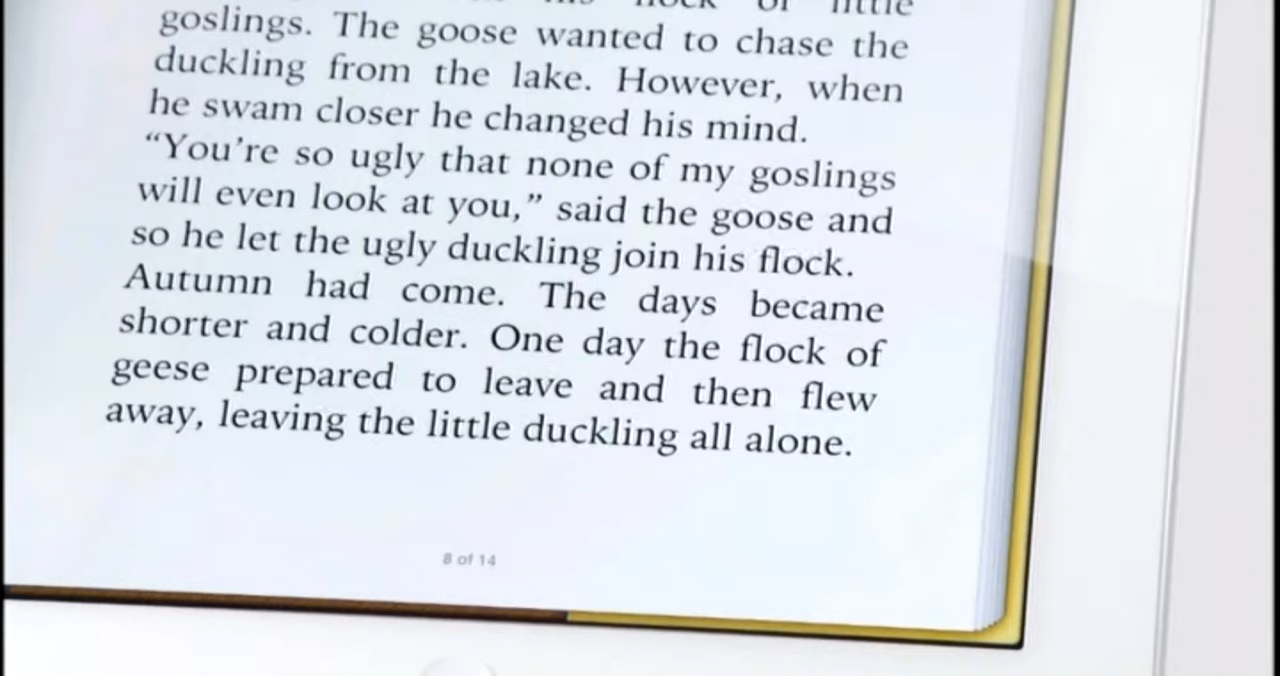 little
goslings. The goose wanted to chase the
duckling from the lake. However, when
he swam closer he changed his mind.
“You’re so ugly that none of my goslings
will even look at you,” said the goose and
so he let the ugly duckling join his flock.
Autumn had come. The days became
shorter and colder. One day the flock of
geese prepared to leave and then flew
away, leaving the little duckling all alone.
8 of 14